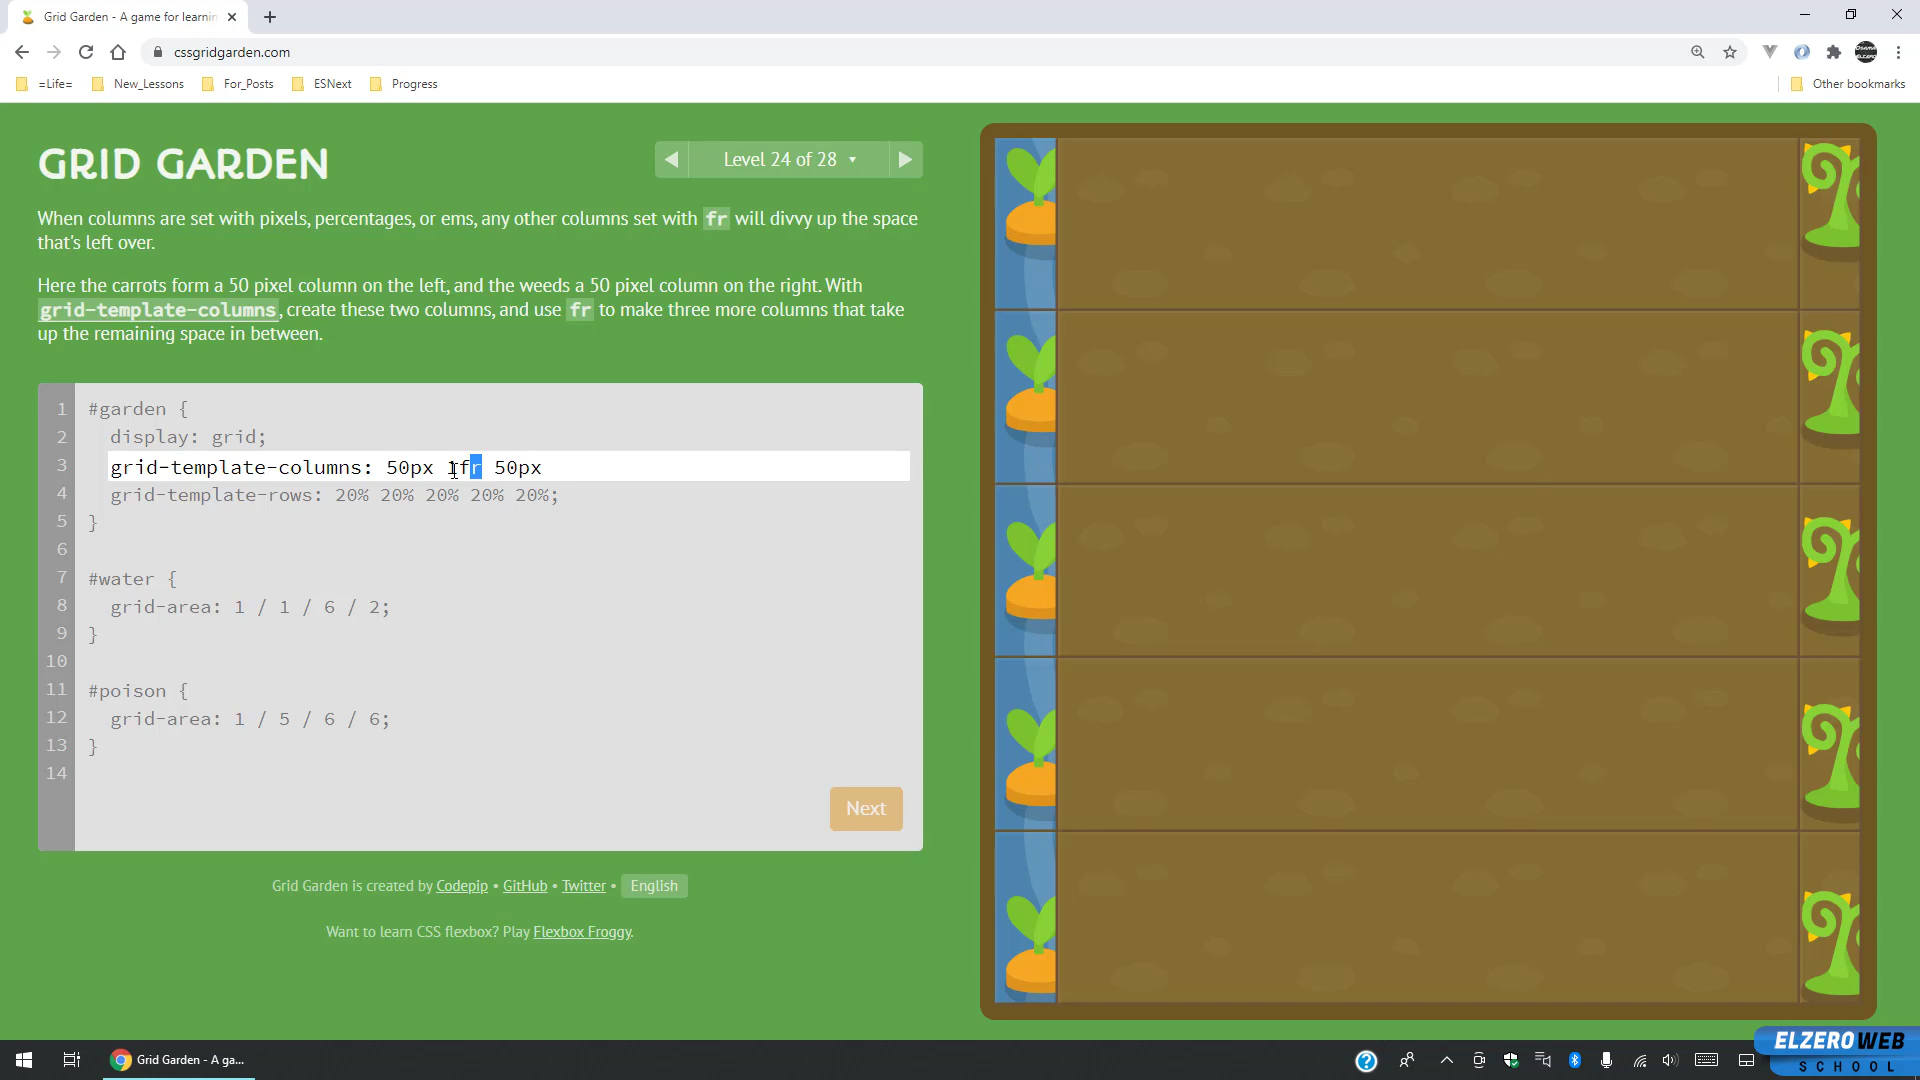 Grid Garden - A game for learnin
cssgridgarden.com
=Life=
New_Lessons
For_Posts
ESNext
Progress
Other bookmarks
GRID GARDEN
Level 24 of 28
When columns are set with pixels, percentages, or ems, any other columns set with fr will divvy up the space
that's left over.
Here the carrots form a 50 pixel column on the left, and the weeds a 50 pixel column on the right. With
grid-template-columns, create these two columns, and use fr to make three more columns that take
up the remaining space in between.
1 #garden {
2 display: grid;
3 grid-template-columns: 50px 1fr 50px
4 grid-template-rows: 20% 20% 20% 20% 20%;
5 }
6
7 #water {
8 grid-area: 1 / 1 / 6 / 2;
9 }
10
11 #poison {
12 grid-area: 1 / 5 / 6 / 6;
13 }
14
Next
Grid Garden is created by Codepip • GitHub • Twitter • English
Want to learn CSS flexbox? Play Flexbox Froggy.
Grid Garden - A ga...
ELZEROWEB
SCHOOL